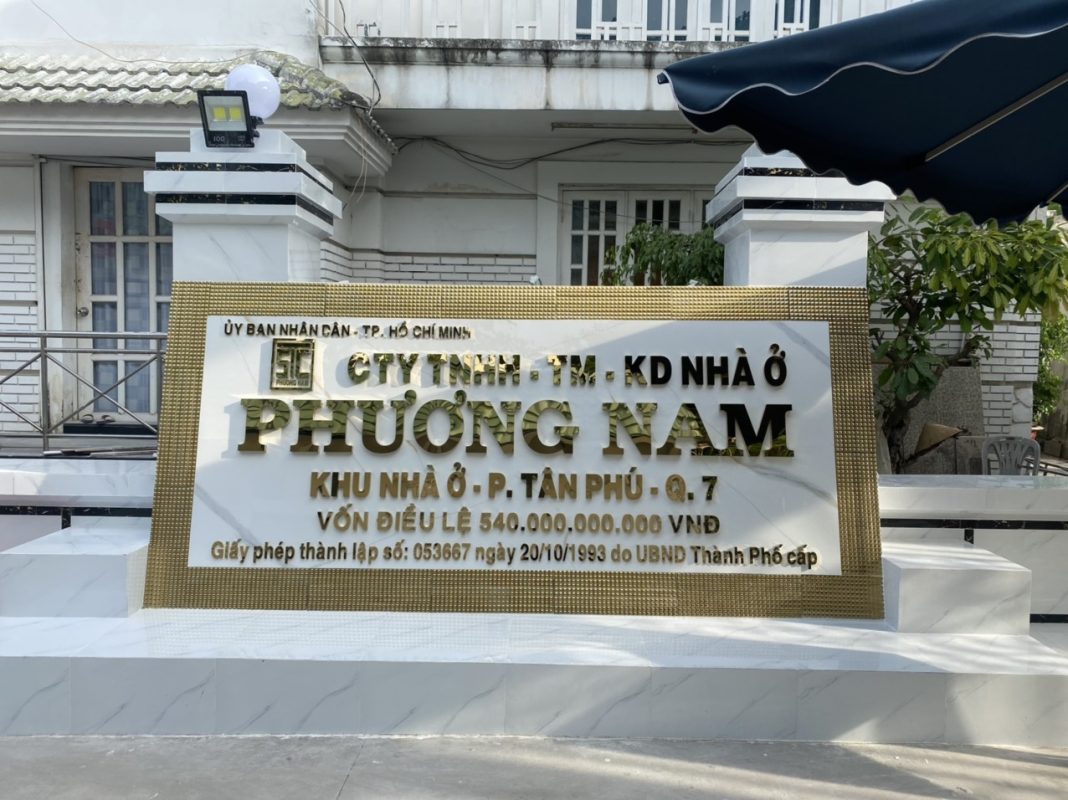 ỦY BAN NHÂN DÂN - TP. HỒ CHÍ MINH
CTY TNHH - TM - KD NHÀ Ở
PHƯƠNG NAM
KHU NHÀ Ở - P. TÂN PHÚ - Q. 7
VỐN ĐIỀU LỆ 540.000.000.000 VNĐ
Giấy phép thành lập số: 053667 ngày 20/10/1993 do UBND Thành Phố cấp